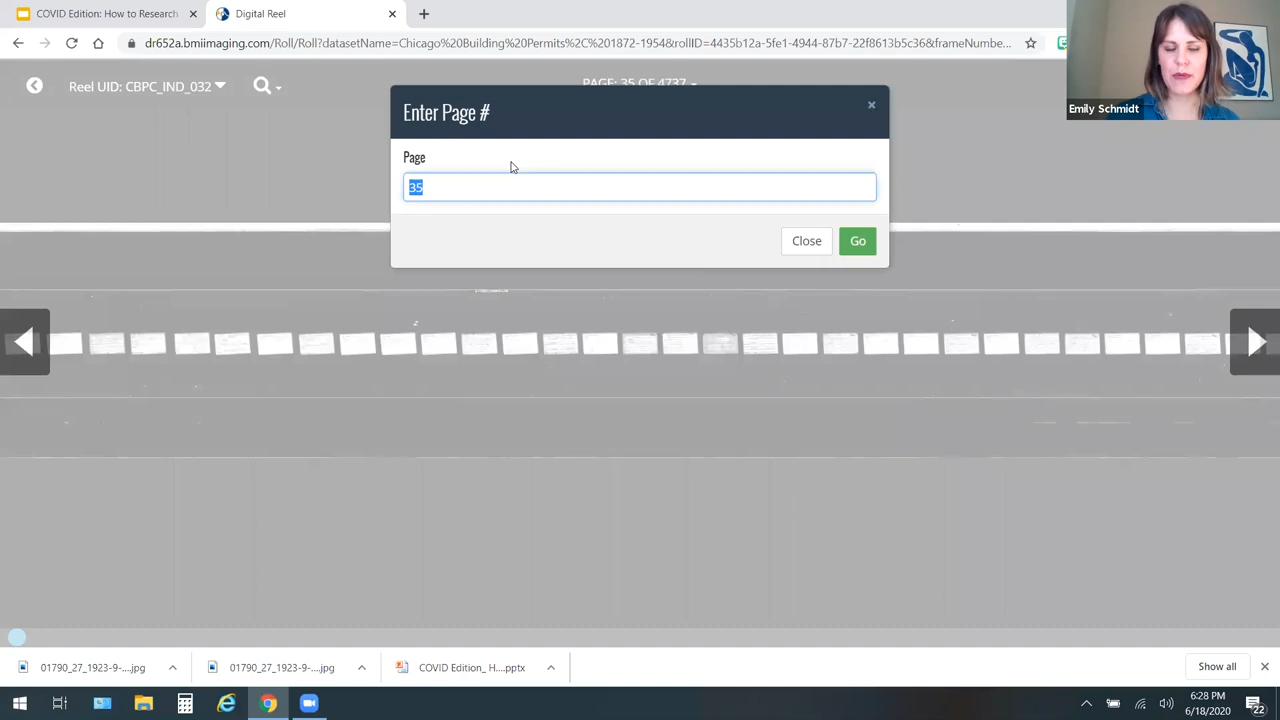 COVID Edition: How to Research
Digital Reel
dr652a.bmiimaging.com/Roll/Roll?datasetName=Chicago%20Building%20Permits%2C%201872-1954&rollID=4435b12a-5fe1-4944-87b7-22f8613b5c36&frameNumbe...
Reel UID: CBPC_IND_032
PAGE: 35 OF 4737
Emily Schmidt
Enter Page #
Page
35
Close
Go
01790_27_1923-9-....jpg
01790_27_1923-9-....jpg
COVID Edition_ H....pptx
Show all
6:28 PM
6/18/2020
22